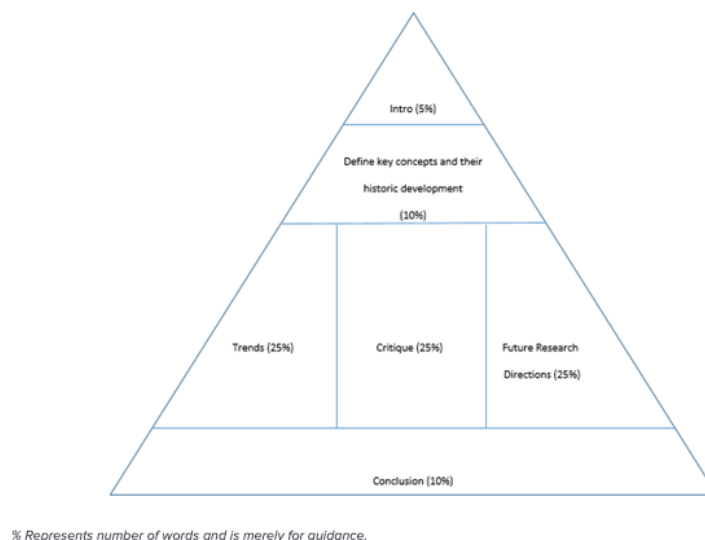 Intro (5%)
Define key concepts and their
historic development
(10%)
Trends (25%)
Critique (25%)
Future Research
Directions (25%)
Conclusion (10%)
% Represents number of words and is merely for guidance.